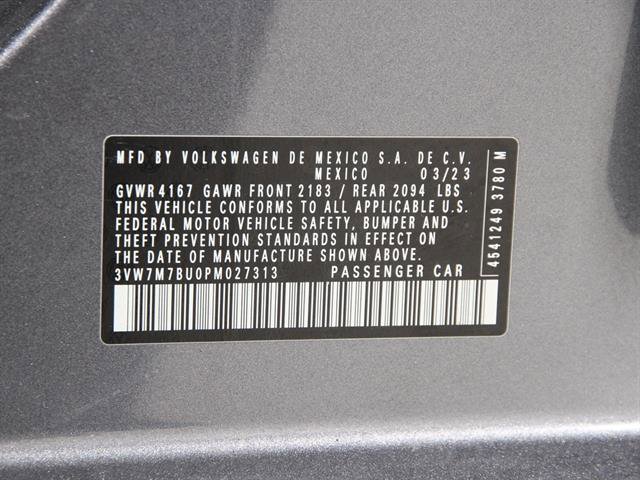 MFD BY VOLKSWAGEN DE MEXICO S.A. DE C.V.
MEXICO 03/23
GVWR 4167 GAWR FRONT 2183 / REAR 2094 LBS
THIS VEHICLE CONFORMS TO ALL APPLICABLE U.S.
FEDERAL MOTOR VEHICLE SAFETY, BUMPER AND
THEFT PREVENTION STANDARDS IN EFFECT ON
THE DATE OF MANUFACTURE SHOWN ABOVE.
3VW7M7BU0PM027313 PASSENGER CAR
4541249 3780 M